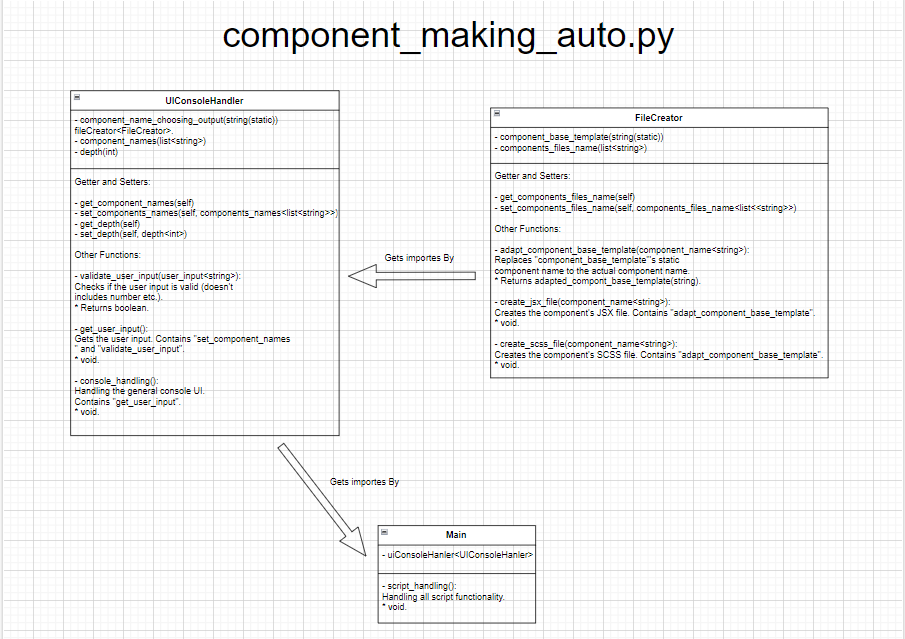 component_making_auto.py
UIConsoleHandler
- component_name_choosing_output(string(static))
fileCreator<FileCreator>.
- component_names(list<string>)
- depth(int)
Getter and Setters:
- get_component_names(self)
- set_components_names(self, components_names<list<string>>)
- get_depth(self)
- set_depth(self, depth<int>)
Other Functions:
- validate_user_input(user_input<string>):
Checks if the user input is valid (doesn't
includes number etc.).
* Returns boolean.
- get_user_input():
Gets the user input. Contains "set_component_names
" and "validate_user_input".
* void.
- console_handling():
Handling the general console UI.
Contains "get_user_input".
* void.
Gets importes By
FileCreator
- component_base_template(string(static))
- components_files_name(list<string>)
Getter and Setters:
- get_components_files_name(self)
- set_components_files_name(self, components_files_name<list<<string>>)
Other Functions:
- adapt_component_base_template(component_name<string>):
Replaces "component_base_template"'s static
component name to the actual component name.
* Returns adapted_compont_base_template(string).
- create_jsx_file(component_name<string>):
Creates the component's JSX file. Contains "adapt_component_base_template".
* void.
- create_scss_file(component_name<string>):
Creates the component's SCSS file. Contains "adapt_component_base_template".
* void.
Gets importes By
Main
- uiConsoleHanler<UIConsoleHanler>
- script_handling():
Handling all script functionality.
* void.